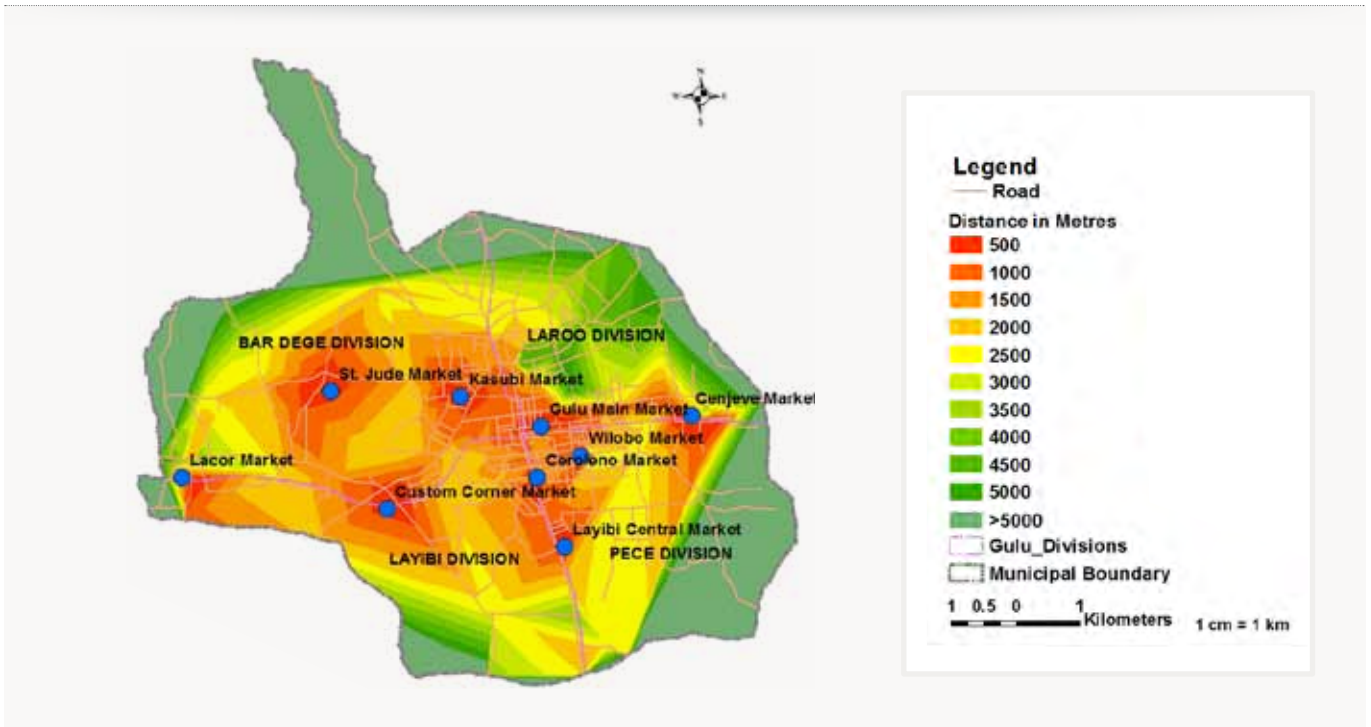 N
W E
S
BAR DEGE DIVISION
LAROO DIVISION
St. Jude Market
Kasubi Market
Cenjeve Market
Gulu Main Market
Wilobo Market
Lacor Market
Ceroleno Market
Custom Corner Market
Layibi Central Market
LAYIBI DIVISION
PECE DIVISION
Legend
Road
Distance in Metres
500
1000
1500
2000
2500
3000
3500
4000
4500
5000
>5000
Gulu_Divisions
Municipal Boundary
1 0.5 0 1
Kilometers 1 cm = 1 km